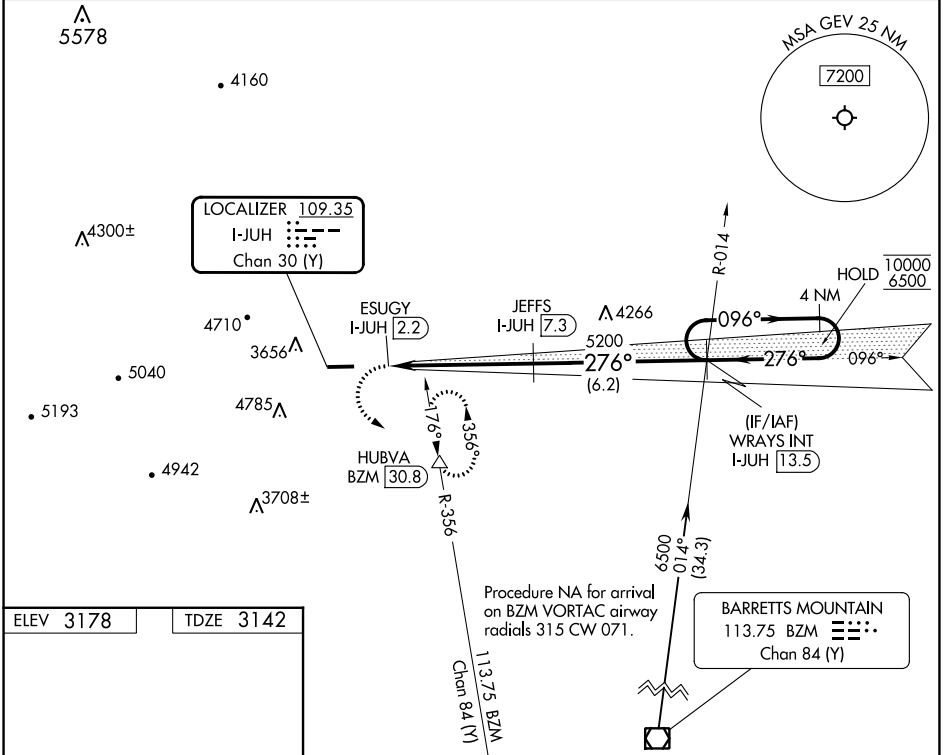 5578
4160
MSA GEV 25 NM
7200
LOCALIZER 109.35
I-JUH
Chan 30 (Y)
4300±
R-014
HOLD 10000
6500
4 NM
ESUGY
I-JUH 2.2
JEFFS
I-JUH 7.3
4266
096°
4710
3656
5200
276°
(6.2)
276°
096°
5040
5193
4785
176°
356°
(IF/IAF)
WRAYS INT
I-JUH 13.5
HUBVA
BZM 30.8
4942
3708±
R-356
6500
014°
(34.3)
Procedure NA for arrival
on BZM VORTAC airway
radials 315 CW 071.
BARRETTS MOUNTAIN
113.75 BZM
Chan 84 (Y)
ELEV 3178
TDZE 3142
113.75 BZM
Chan 84 (Y)